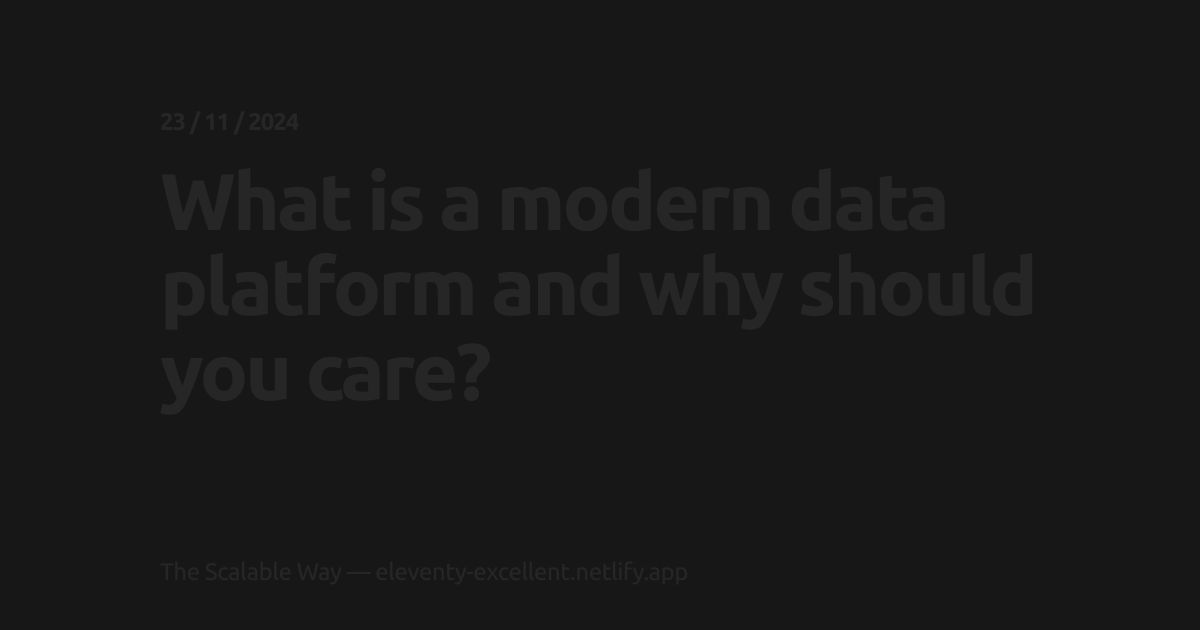 23 / 11 / 2024
What is a modern data
platform and why should
you care?
The Scalable Way — eleventy-excellent.netlify.app